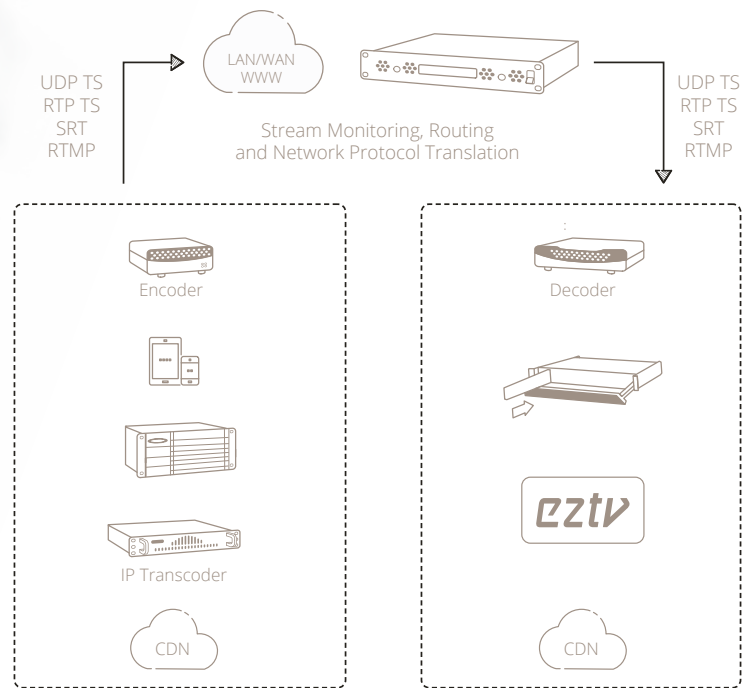 LAN/WAN
WWW
UDP TS
RTP TS
SRT
RTMP
Stream Monitoring, Routing
and Network Protocol Translation
UDP TS
RTP TS
SRT
RTMP
Encoder
IP Transcoder
CDN
:
Decoder
eztv
CDN